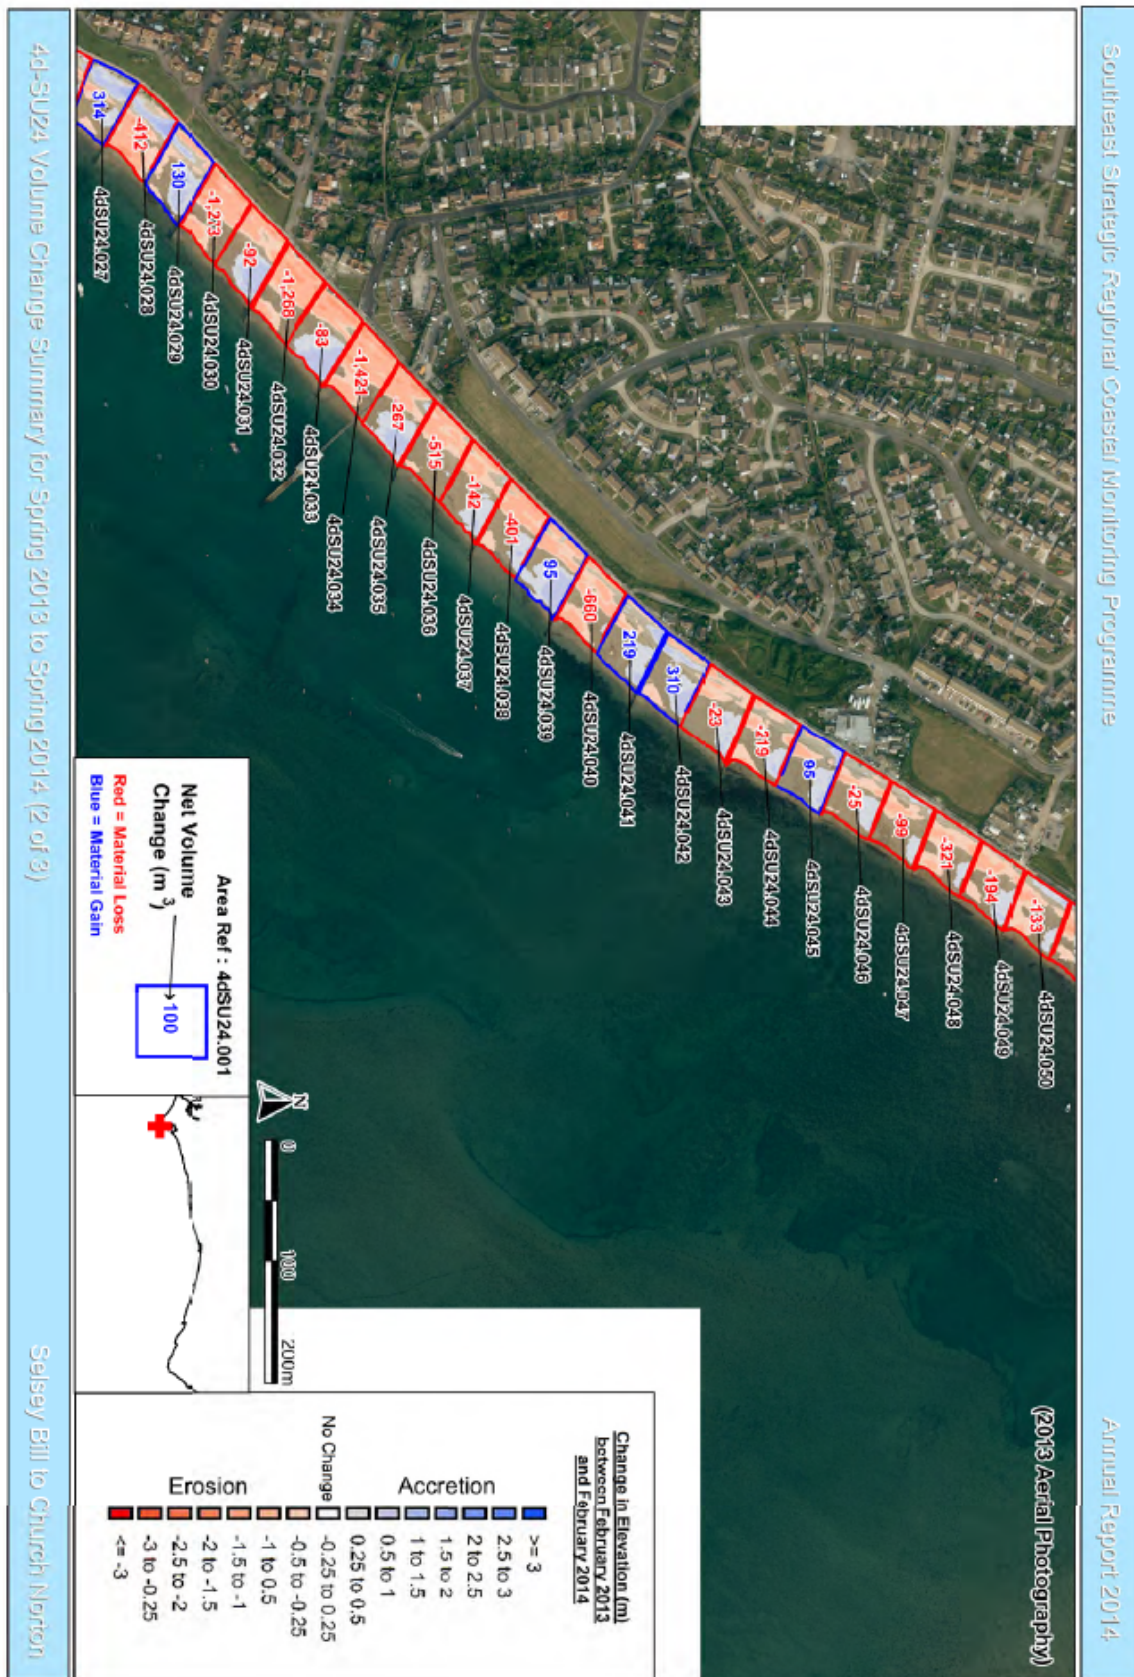 Southeast Strategic Regional Coastal Monitoring Programme
Annual Report 2014
(2013 Aerial Photography)
314
-412
130
-1,213
-92
-1,268
-83
-1,421
267
-515
-142
-401
95
-660
219
310
-23
-219
95
-25
-99
-321
-194
-133
4dSU24.027
4dSU24.028
4dSU24.029
4dSU24.030
4dSU24.031
4dSU24.032
4dSU24.033
4dSU24.034
4dSU24.035
4dSU24.036
4dSU24.037
4dSU24.038
4dSU24.039
4dSU24.040
4dSU24.041
4dSU24.042
4dSU24.043
4dSU24.044
4dSU24.045
4dSU24.046
4dSU24.047
4dSU24.048
4dSU24.049
4dSU24.050
Area Ref : 4dSU24.001
Net Volume
Change (m³)
100
Red = Material Loss
Blue = Material Gain
N
0 100 200m
Change in Elevation (m)
between February 2013
and February 2014
Accretion
>= 3
2.5 to 3
2 to 2.5
1.5 to 2
1 to 1.5
0.5 to 1
0.25 to 0.5
No Change
-0.25 to 0.25
Erosion
-0.5 to -0.25
-1 to 0.5
-1.5 to -1
-2 to -1.5
-2.5 to -2
-3 to -0.25
<= -3
4d-SU24 Volume Change Summary for Spring 2013 to Spring 2014 (2 of 3)
Selsey Bill to Church Norton